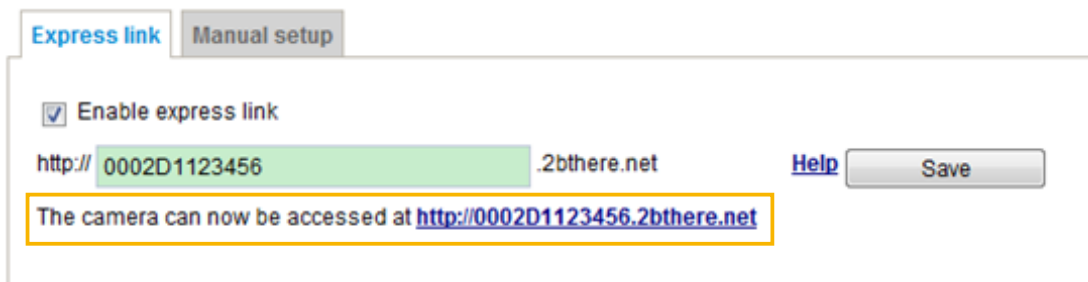 Express link Manual setup
Enable express link
http:// 0002D1123456 .2bthere.net Help Save
The camera can now be accessed at http://0002D1123456.2bthere.net